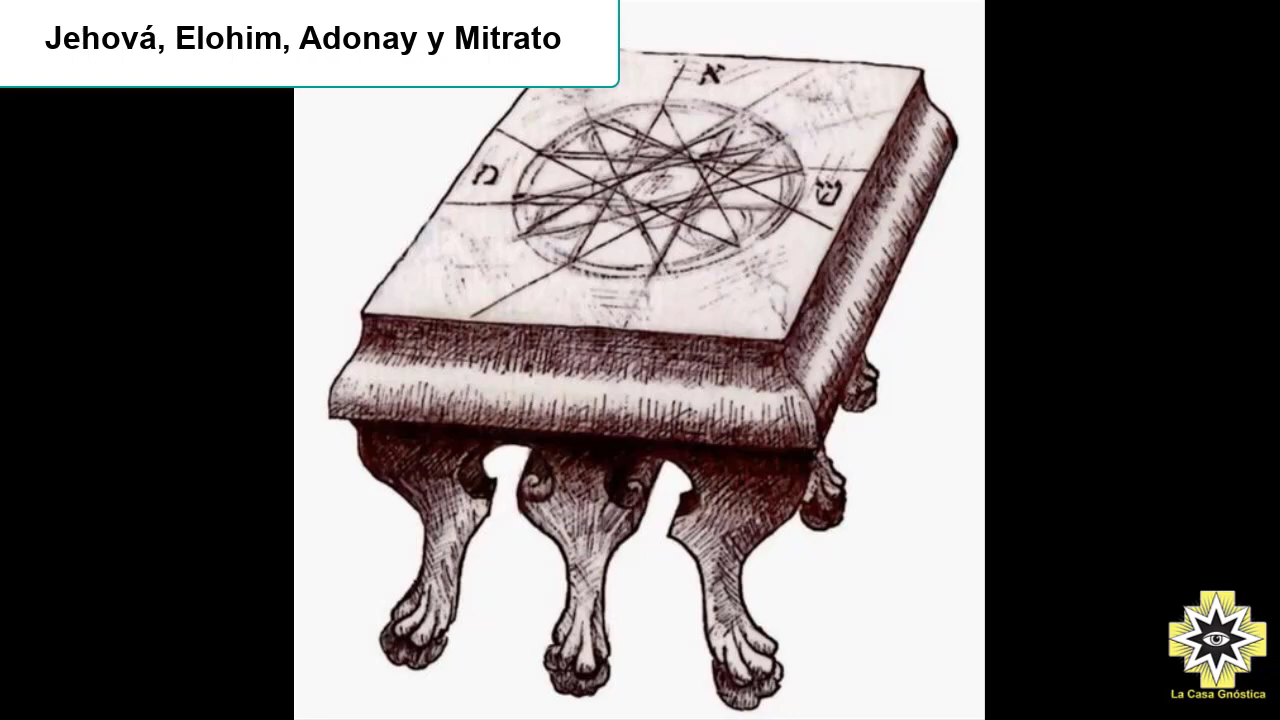 Jehová, Elohim, Adonay y Mitrato
א
מ
ש
La Casa Gnóstica